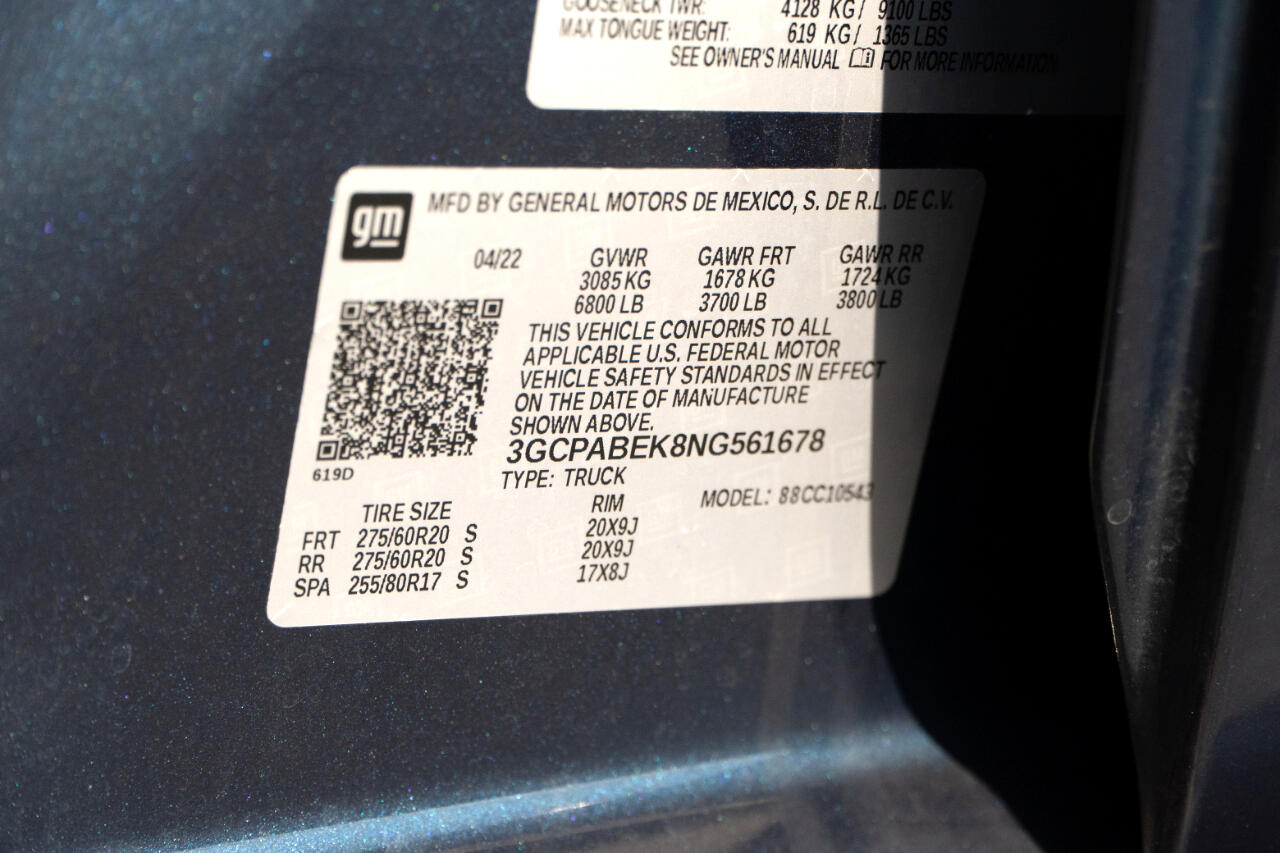 GOOSENECK TWR: 4128 KG/ 9100 LBS
MAX TONGUE WEIGHT: 619 KG/ 1365 LBS
SEE OWNER'S MANUAL FOR MORE INFORMATION
gm
MFD BY GENERAL MOTORS DE MEXICO, S. DE R.L. DE C.V.
04/22 GVWR GAWR FRT GAWR RR
3085 KG 1678 KG 1724 KG
6800 LB 3700 LB 3800 LB
THIS VEHICLE CONFORMS TO ALL
APPLICABLE U.S. FEDERAL MOTOR
VEHICLE SAFETY STANDARDS IN EFFECT
ON THE DATE OF MANUFACTURE
SHOWN ABOVE.
3GCPABEK8NG561678
619D
TYPE: TRUCK
MODEL: 88CC10543
TIRE SIZE RIM
FRT 275/60R20 S 20X9J
RR 275/60R20 S 20X9J
SPA 255/80R17 S 17X8J